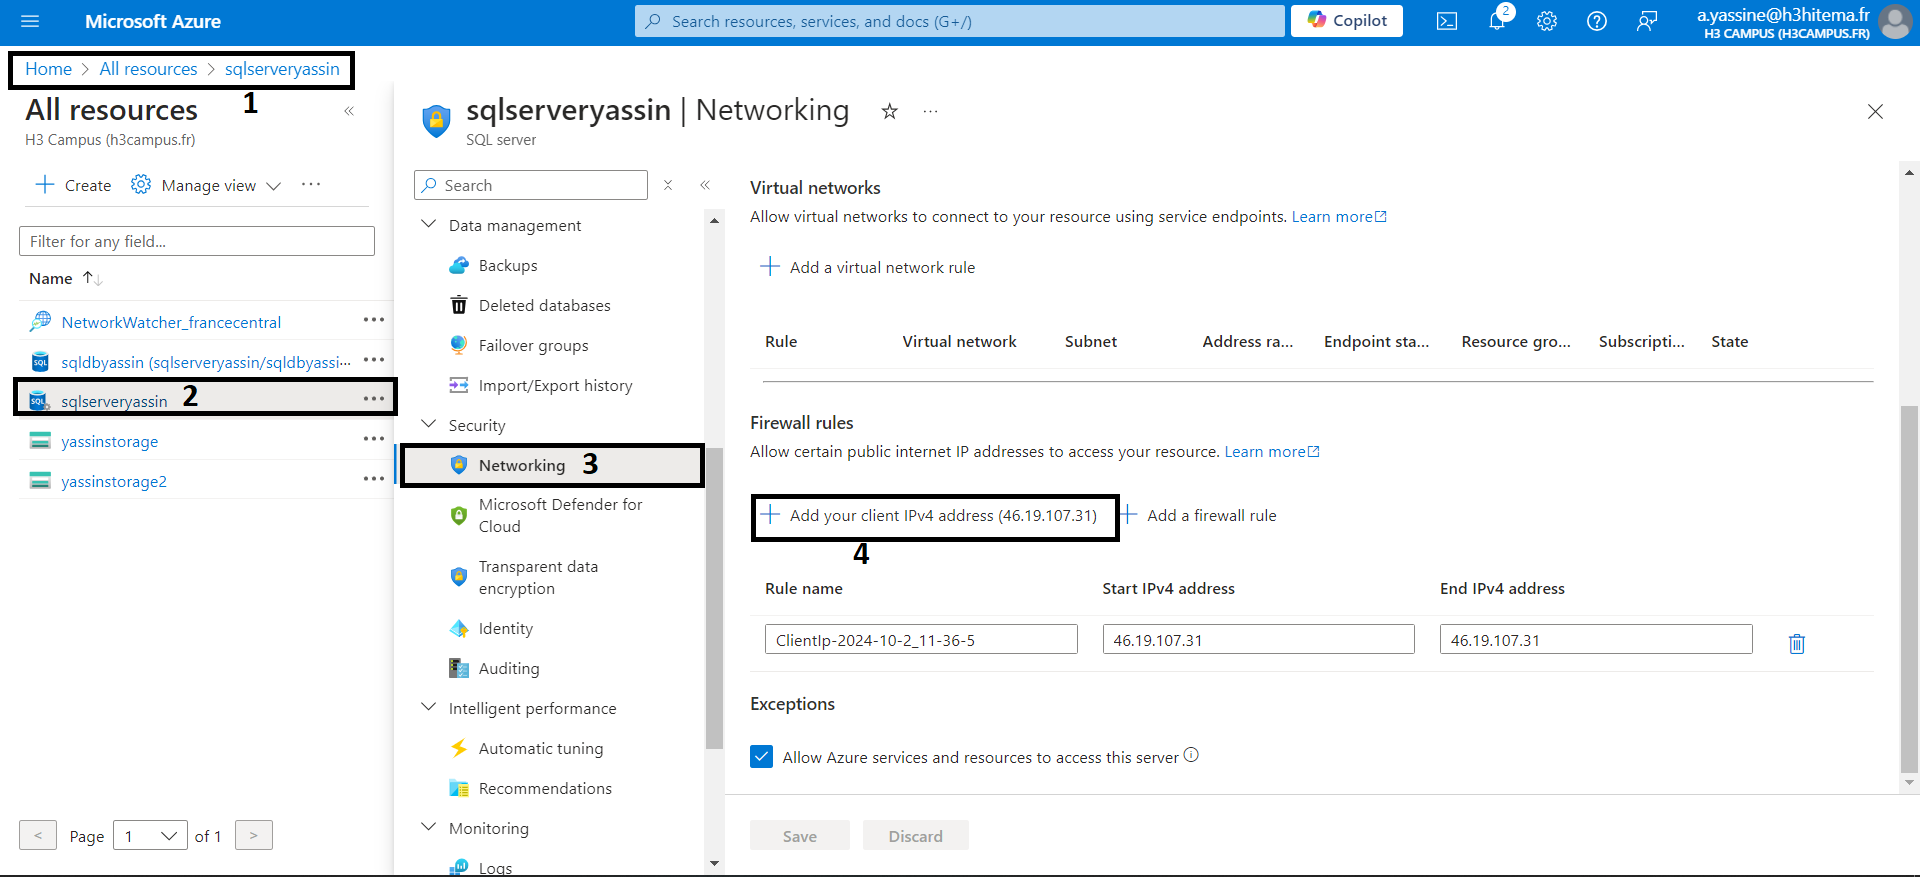 Microsoft Azure
Search resources, services, and docs (G+/)
Copilot
2
a.yassine@h3hitema.fr
H3 CAMPUS (H3CAMPUS.FR)
Home > All resources > sqlserveryassin
1
All resources
«
H3 Campus (h3campus.fr)
+ Create
Manage view
...
Filter for any field...
Name ↑↓
NetworkWatcher_francecentral ...
sqldbyassin (sqlserveryassin/sqldbyassi... ...
sqlserveryassin 2 ...
yassinstorage ...
yassinstorage2 ...
< Page 1 of 1 >
sqlserveryassin | Networking
...
SQL server
Search
«
Data management
Backups
Deleted databases
Failover groups
Import/Export history
Security
Networking 3
Microsoft Defender for
Cloud
Transparent data
encryption
Identity
Auditing
Intelligent performance
Automatic tuning
Recommendations
Monitoring
Logs
Virtual networks
Allow virtual networks to connect to your resource using service endpoints. Learn more
+ Add a virtual network rule
Rule Virtual network Subnet Address ra... Endpoint sta... Resource gro... Subscripti... State
Firewall rules
Allow certain public internet IP addresses to access your resource. Learn more
+ Add your client IPv4 address (46.19.107.31) + Add a firewall rule
4
Rule name Start IPv4 address End IPv4 address
ClientIp-2024-10-2_11-36-5 46.19.107.31 46.19.107.31
Exceptions
Allow Azure services and resources to access this server
Save Discard